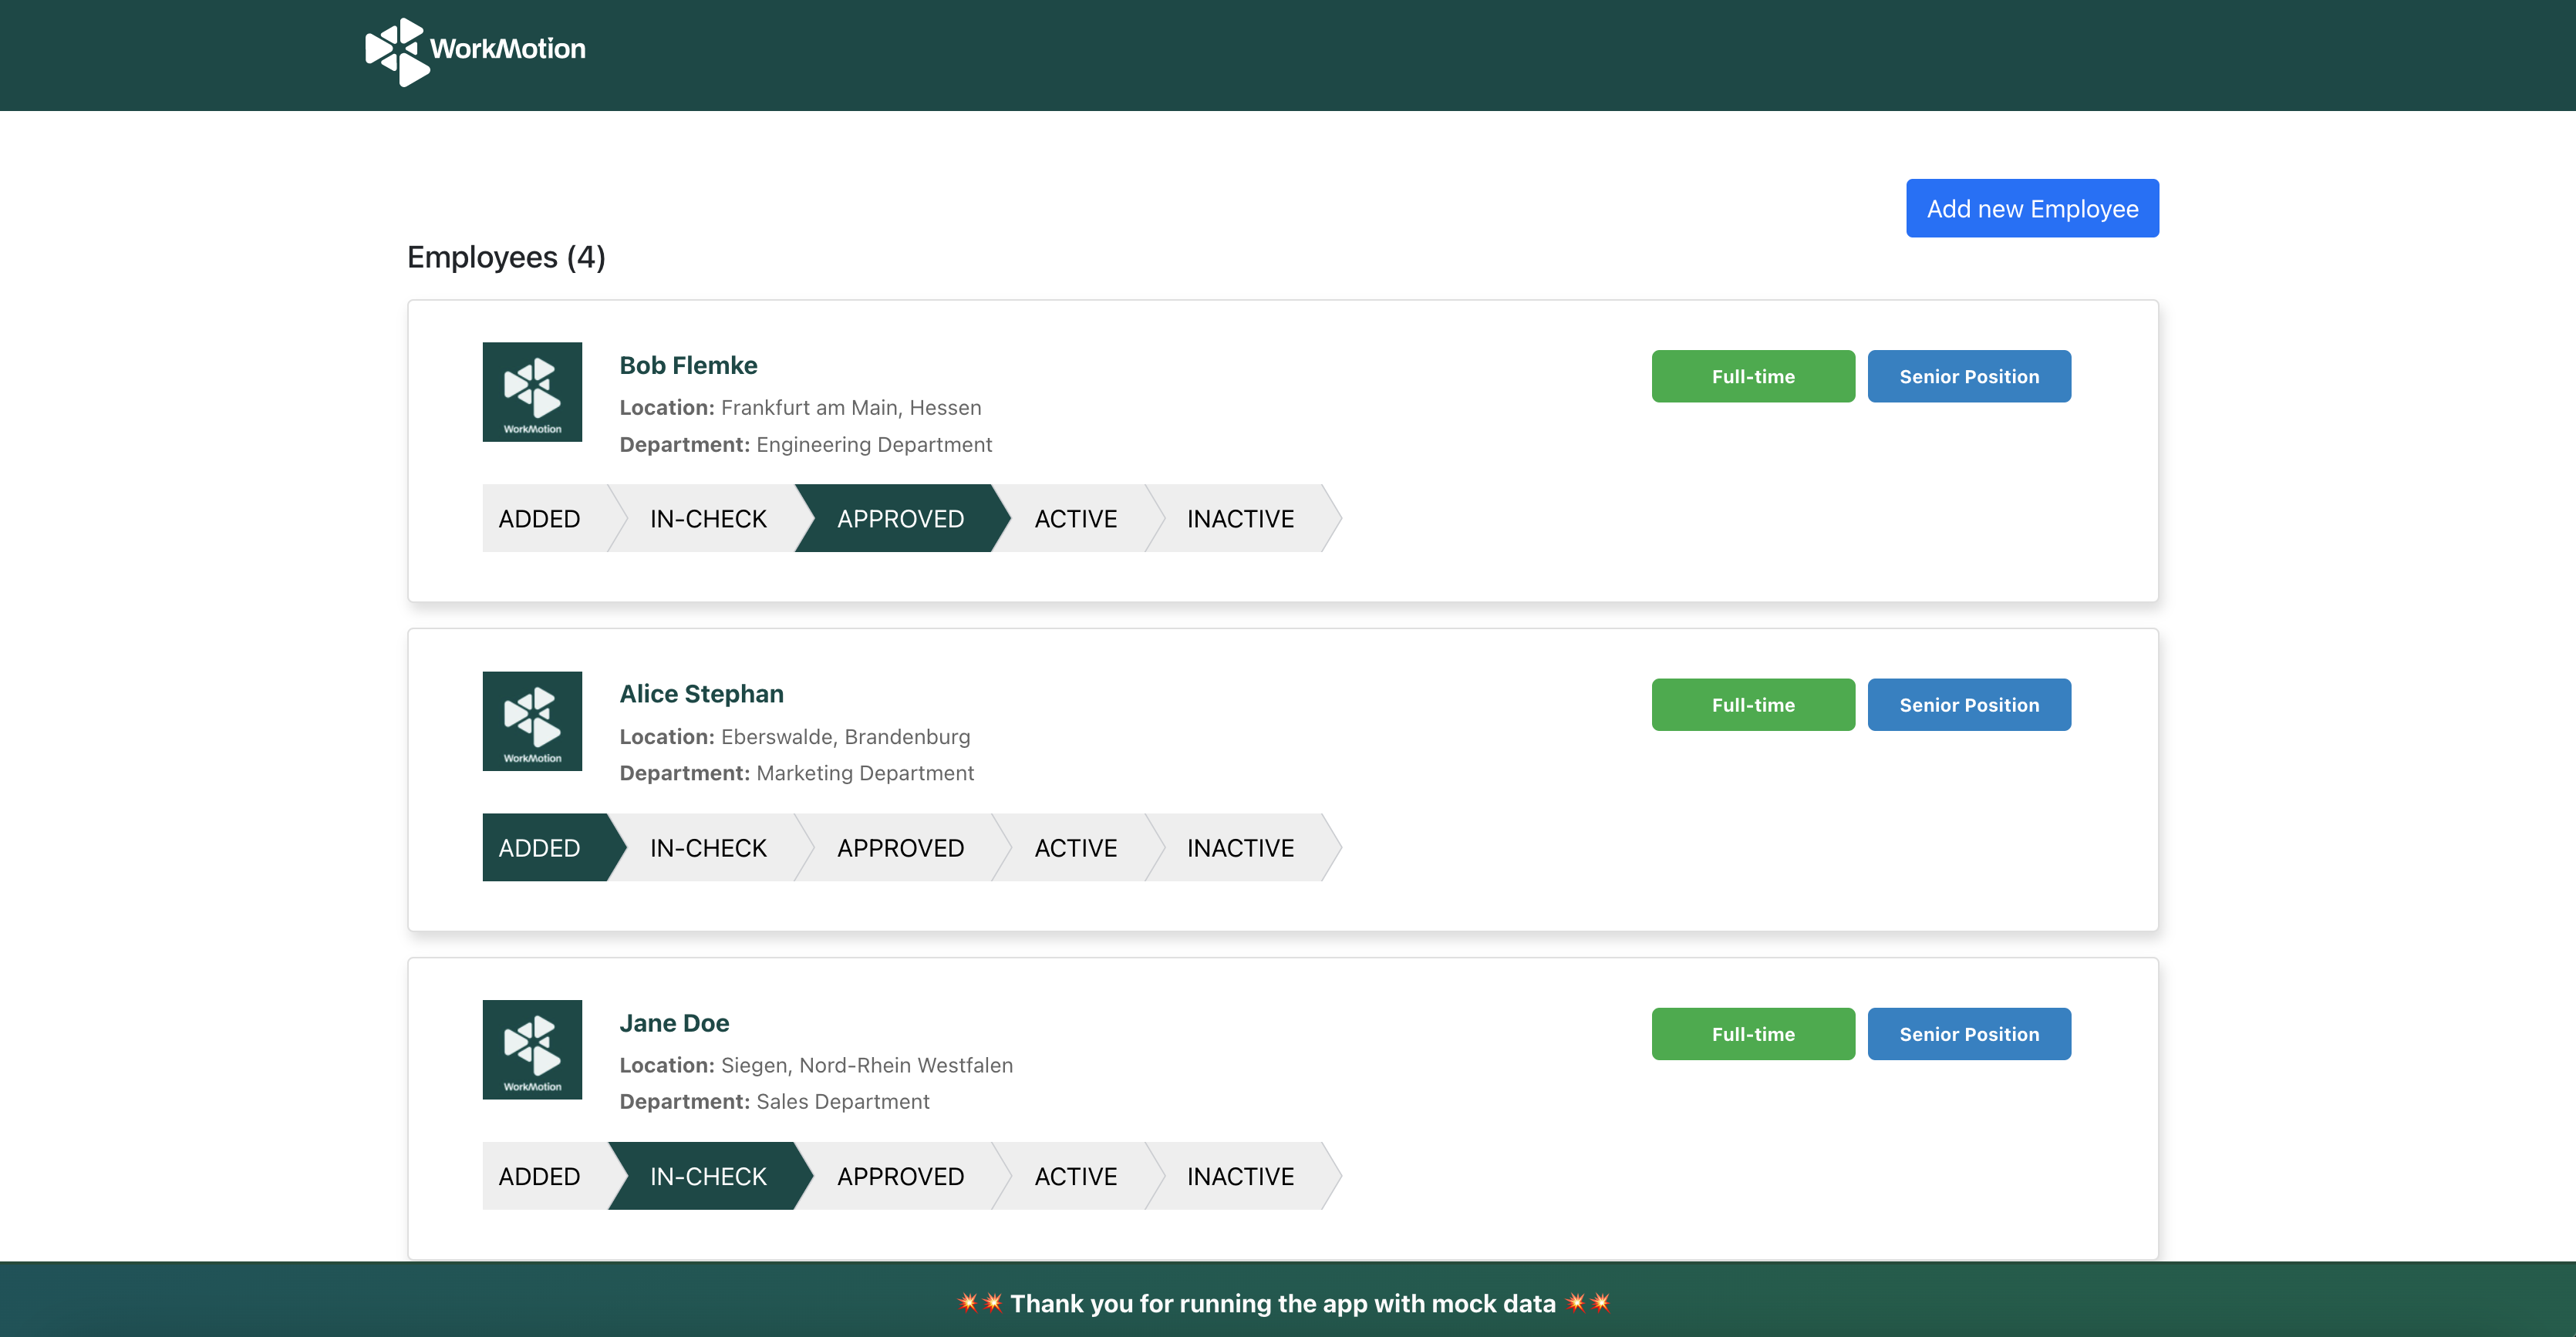 WorkMotion
Add new Employee
Employees (4)
WorkMotion
Bob Flemke
Location: Frankfurt am Main, Hessen
Department: Engineering Department
Full-time
Senior Position
ADDED IN-CHECK APPROVED ACTIVE INACTIVE
WorkMotion
Alice Stephan
Location: Eberswalde, Brandenburg
Department: Marketing Department
Full-time
Senior Position
ADDED IN-CHECK APPROVED ACTIVE INACTIVE
WorkMotion
Jane Doe
Location: Siegen, Nord-Rhein Westfalen
Department: Sales Department
Full-time
Senior Position
ADDED IN-CHECK APPROVED ACTIVE INACTIVE
💥💥 Thank you for running the app with mock data 💥💥